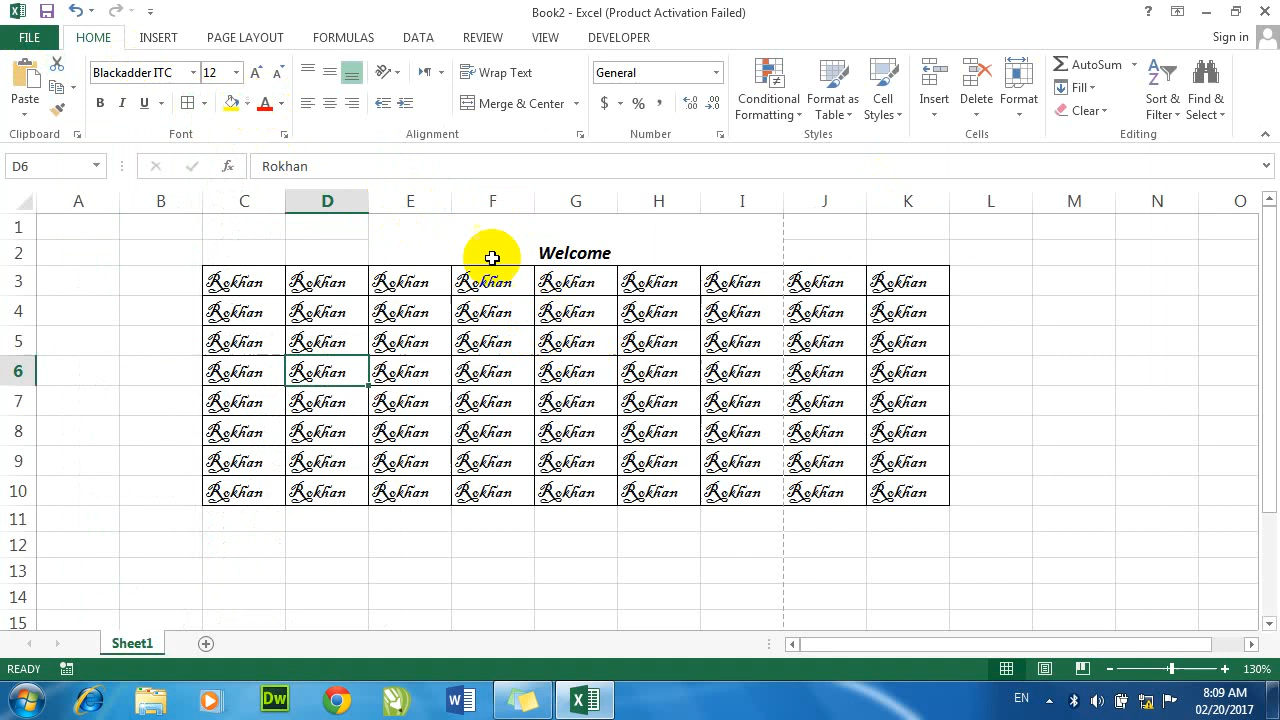 Book2 - Excel (Product Activation Failed)
?
FILE HOME INSERT PAGE LAYOUT FORMULAS DATA REVIEW VIEW DEVELOPER Sign in
Blackadder ITC 12 A A Wrap Text General AutoSum
Paste B I U A Merge & Center $ % , Conditional Formatting Format as Table Cell Styles Insert Delete Format Fill Clear Sort & Filter Find & Select
Clipboard Font Alignment Number Styles Cells Editing
D6 fx Rokhan
A B C D E F G H I J K L M N O
1
2 Welcome
3 Rokhan Rokhan Rokhan Rokhan Rokhan Rokhan Rokhan Rokhan Rokhan
4 Rokhan Rokhan Rokhan Rokhan Rokhan Rokhan Rokhan Rokhan Rokhan
5 Rokhan Rokhan Rokhan Rokhan Rokhan Rokhan Rokhan Rokhan Rokhan
6 Rokhan Rokhan Rokhan Rokhan Rokhan Rokhan Rokhan Rokhan Rokhan
7 Rokhan Rokhan Rokhan Rokhan Rokhan Rokhan Rokhan Rokhan Rokhan
8 Rokhan Rokhan Rokhan Rokhan Rokhan Rokhan Rokhan Rokhan Rokhan
9 Rokhan Rokhan Rokhan Rokhan Rokhan Rokhan Rokhan Rokhan Rokhan
10 Rokhan Rokhan Rokhan Rokhan Rokhan Rokhan Rokhan Rokhan Rokhan
11
12
13
14
15
Sheet1
READY 130%
Dw EN 8:09 AM
02/20/2017